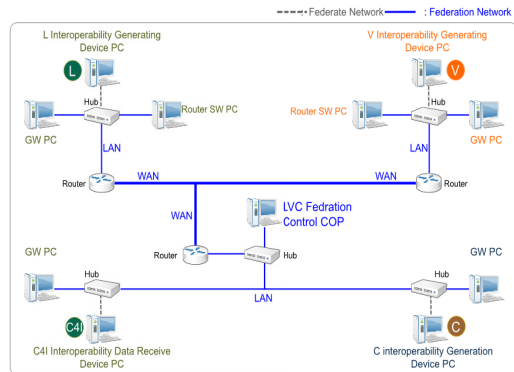 : Federate Network
: Federation Network
L Interoperability Generating
Device PC
V Interoperability Generating
Device PC
L
V
Hub
Hub
Router SW PC
Router SW PC
GW PC
GW PC
LAN
LAN
Router
WAN
WAN
Router
WAN
LVC Fedration
Control COP
Router
Hub
GW PC
GW PC
Hub
Hub
LAN
C4I
C
C4I Interoperability Data Receive
Device PC
C interoperability Generation
Device PC